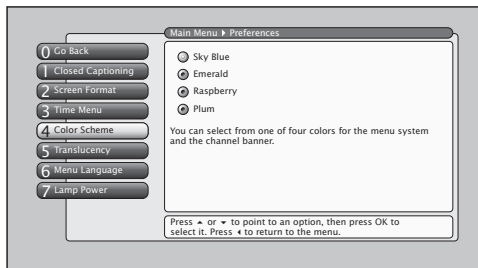 Main Menu ▸ Preferences
0 Go Back
1 Closed Captioning
2 Screen Format
3 Time Menu
4 Color Scheme
5 Translucency
6 Menu Language
7 Lamp Power
Sky Blue
Emerald
Raspberry
Plum
You can select from one of four colors for the menu system
and the channel banner.
Press ▲ or ▼ to point to an option, then press OK to
select it. Press ◀ to return to the menu.